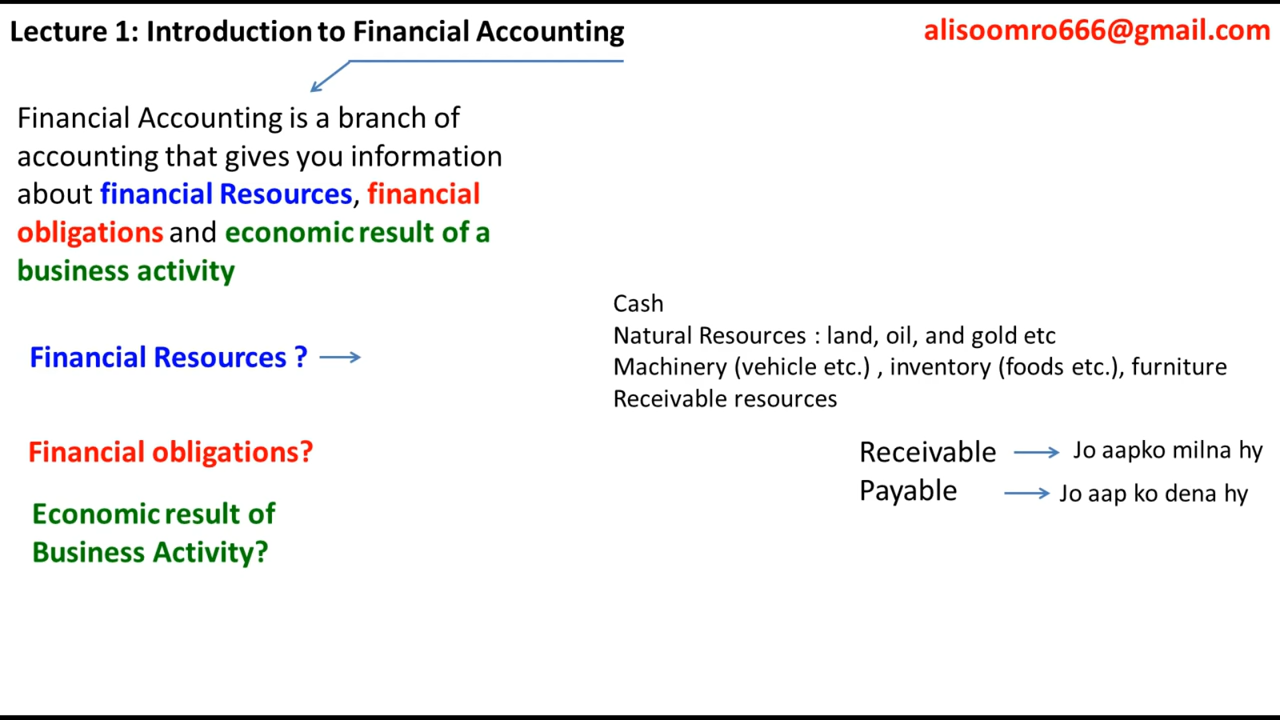 Lecture 1: Introduction to Financial Accounting
alisoomro666@gmail.com
Financial Accounting is a branch of
accounting that gives you information
about financial Resources, financial
obligations and economic result of a
business activity
Financial Resources ?
Cash
Natural Resources : land, oil, and gold etc
Machinery (vehicle etc.) , inventory (foods etc.), furniture
Receivable resources
Financial obligations?
Receivable → Jo aapko milna hy
Payable → Jo aap ko dena hy
Economic result of
Business Activity?